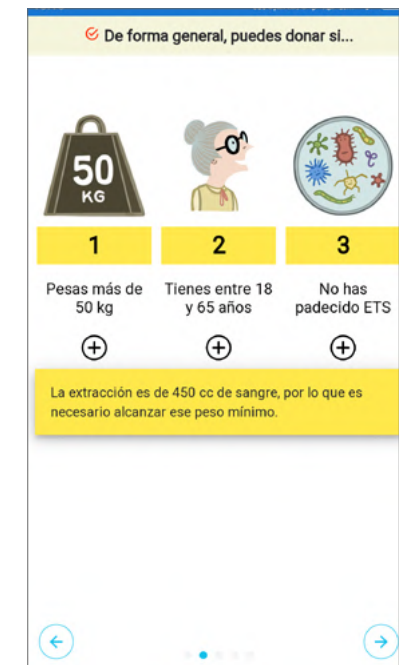 De forma general, puedes donar si...
50
KG
1
2
3
Pesas más de
50 kg
Tienes entre 18
y 65 años
No has
padecido ETS
La extracción es de 450 cc de sangre, por lo que es
necesario alcanzar ese peso mínimo.